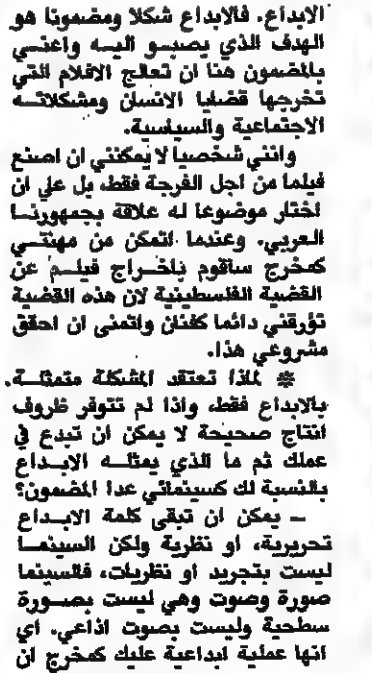 الابداع. فالابداع شكلا ومضمونا هو
الهدف الذي يصبو اليه واعني
بالمضمون هنا ان تعالج الافلام التي
تخرجها قضايا الانسان ومشكلاته
الاجتماعية والسياسية.
وانني شخصيا لا يمكنني ان اصنع
فيلما من اجل الفرجة فقط، بل علي ان
اختار موضوعا له علاقة بجمهورنا
العربي. وعندما اتمكن من مهنتي
كمخرج ساقوم باخراج فيلم عن
القضية الفلسطينية لان هذه القضية
تؤرقني دائما كفنان واتمنى ان احقق
مشروعي هذا.
※ لماذا تعتقد المشكلة متمثلة
بالابداع فقط، واذا لم تتوفر ظروف
انتاج صحيحة لا يمكن ان تبدع في
عملك ثم ما الذي يمثله الابداع
بالنسبة لك كسينمائي عدا المضمون؟
ـ يمكن ان تبقى كلمة الابداع
تحريرية، او نظرية ولكن السينما
ليست بتجريد او نظريات، فالسينما
صورة وصوت وهي ليست بصورة
سطحية وليست بصوت اذاعي. اي
انها عملية ابداعية عليك كمخرج ان